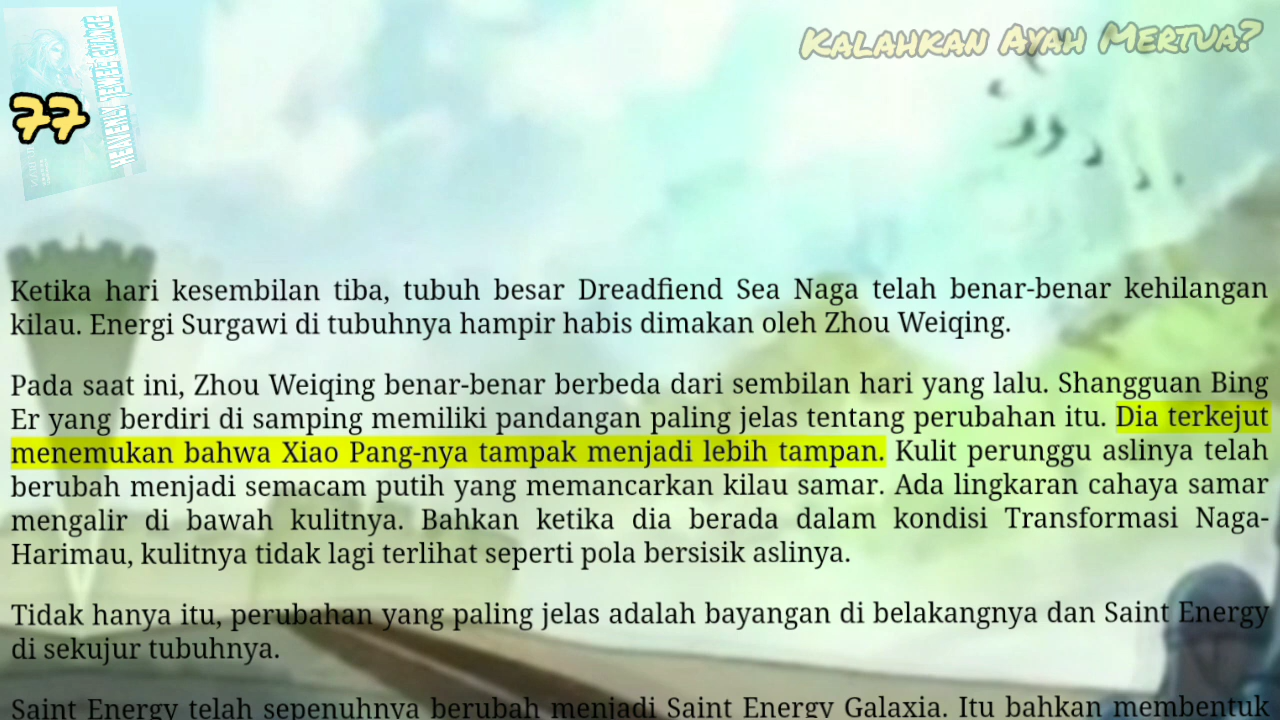 Kalahkan Ayah Mertua?
HEAVENLY JEWEL CHANGE
77
Ketika hari kesembilan tiba, tubuh besar Dreadfiend Sea Naga telah benar-benar kehilangan
kilau. Energi Surgawi di tubuhnya hampir habis dimakan oleh Zhou Weiqing.
Pada saat ini, Zhou Weiqing benar-benar berbeda dari sembilan hari yang lalu. Shangguan Bing
Er yang berdiri di samping memiliki pandangan paling jelas tentang perubahan itu. Dia terkejut
menemukan bahwa Xiao Pang-nya tampak menjadi lebih tampan. Kulit perunggu aslinya telah
berubah menjadi semacam putih yang memancarkan kilau samar. Ada lingkaran cahaya samar
mengalir di bawah kulitnya. Bahkan ketika dia berada dalam kondisi Transformasi Naga-
Harimau, kulitnya tidak lagi terlihat seperti pola bersisik aslinya.
Tidak hanya itu, perubahan yang paling jelas adalah bayangan di belakangnya dan Saint Energy
di sekujur tubuhnya.
Saint Energy telah sepenuhnya berubah menjadi Saint Energy Galaxia. Itu bahkan membentuk